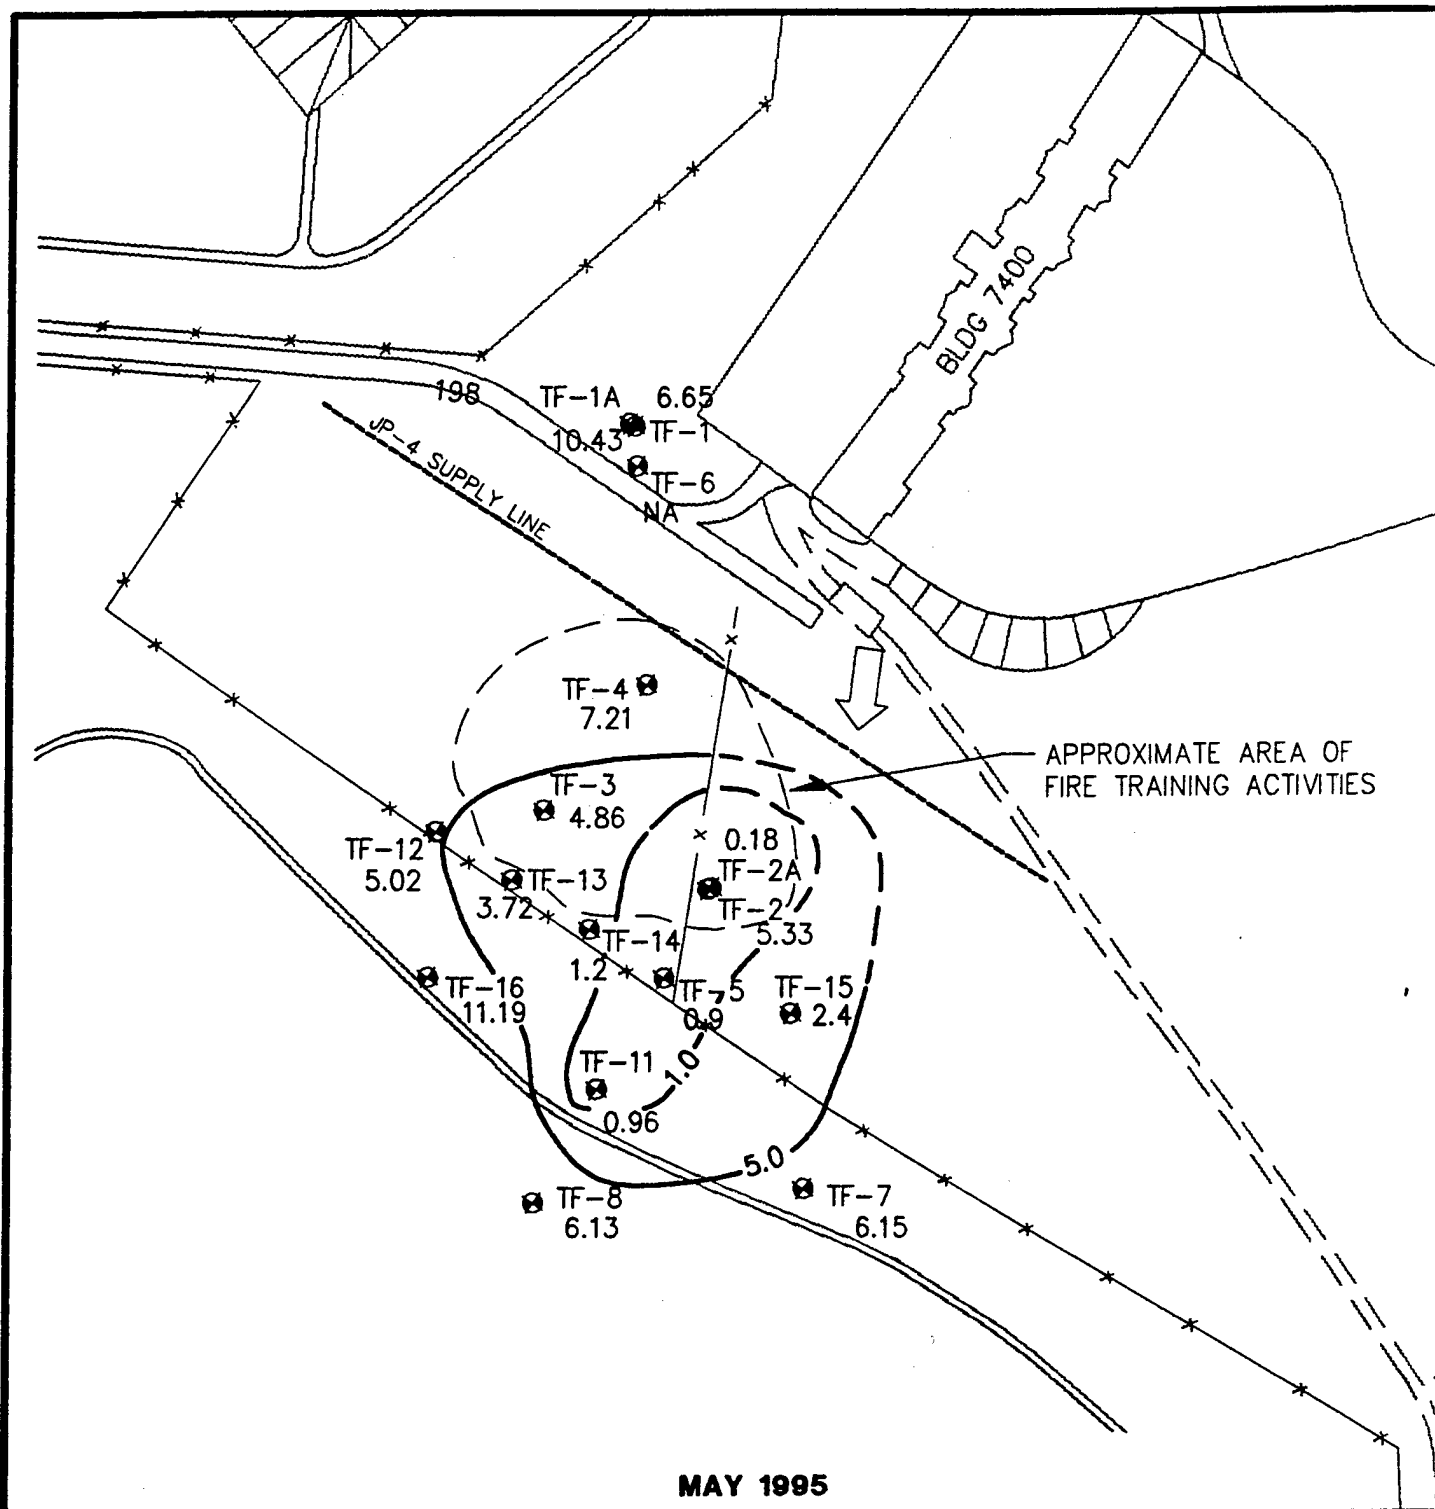 BLDG 7400
198
TF-1A 6.65
10.43 TF-1
TF-6
NA
JP-4 SUPPLY LINE
TF-4
7.21
APPROXIMATE AREA OF
FIRE TRAINING ACTIVITIES
TF-3
4.86
0.18
TF-12
5.02
TF-2A
TF-13
3.72
TF-2
5.33
TF-14
1.2
TF-16
11.19
TF-5
0.9
TF-15
2.4
TF-11
0.96
1.0
5.0
TF-8
6.13
TF-7
6.15
MAY 1995